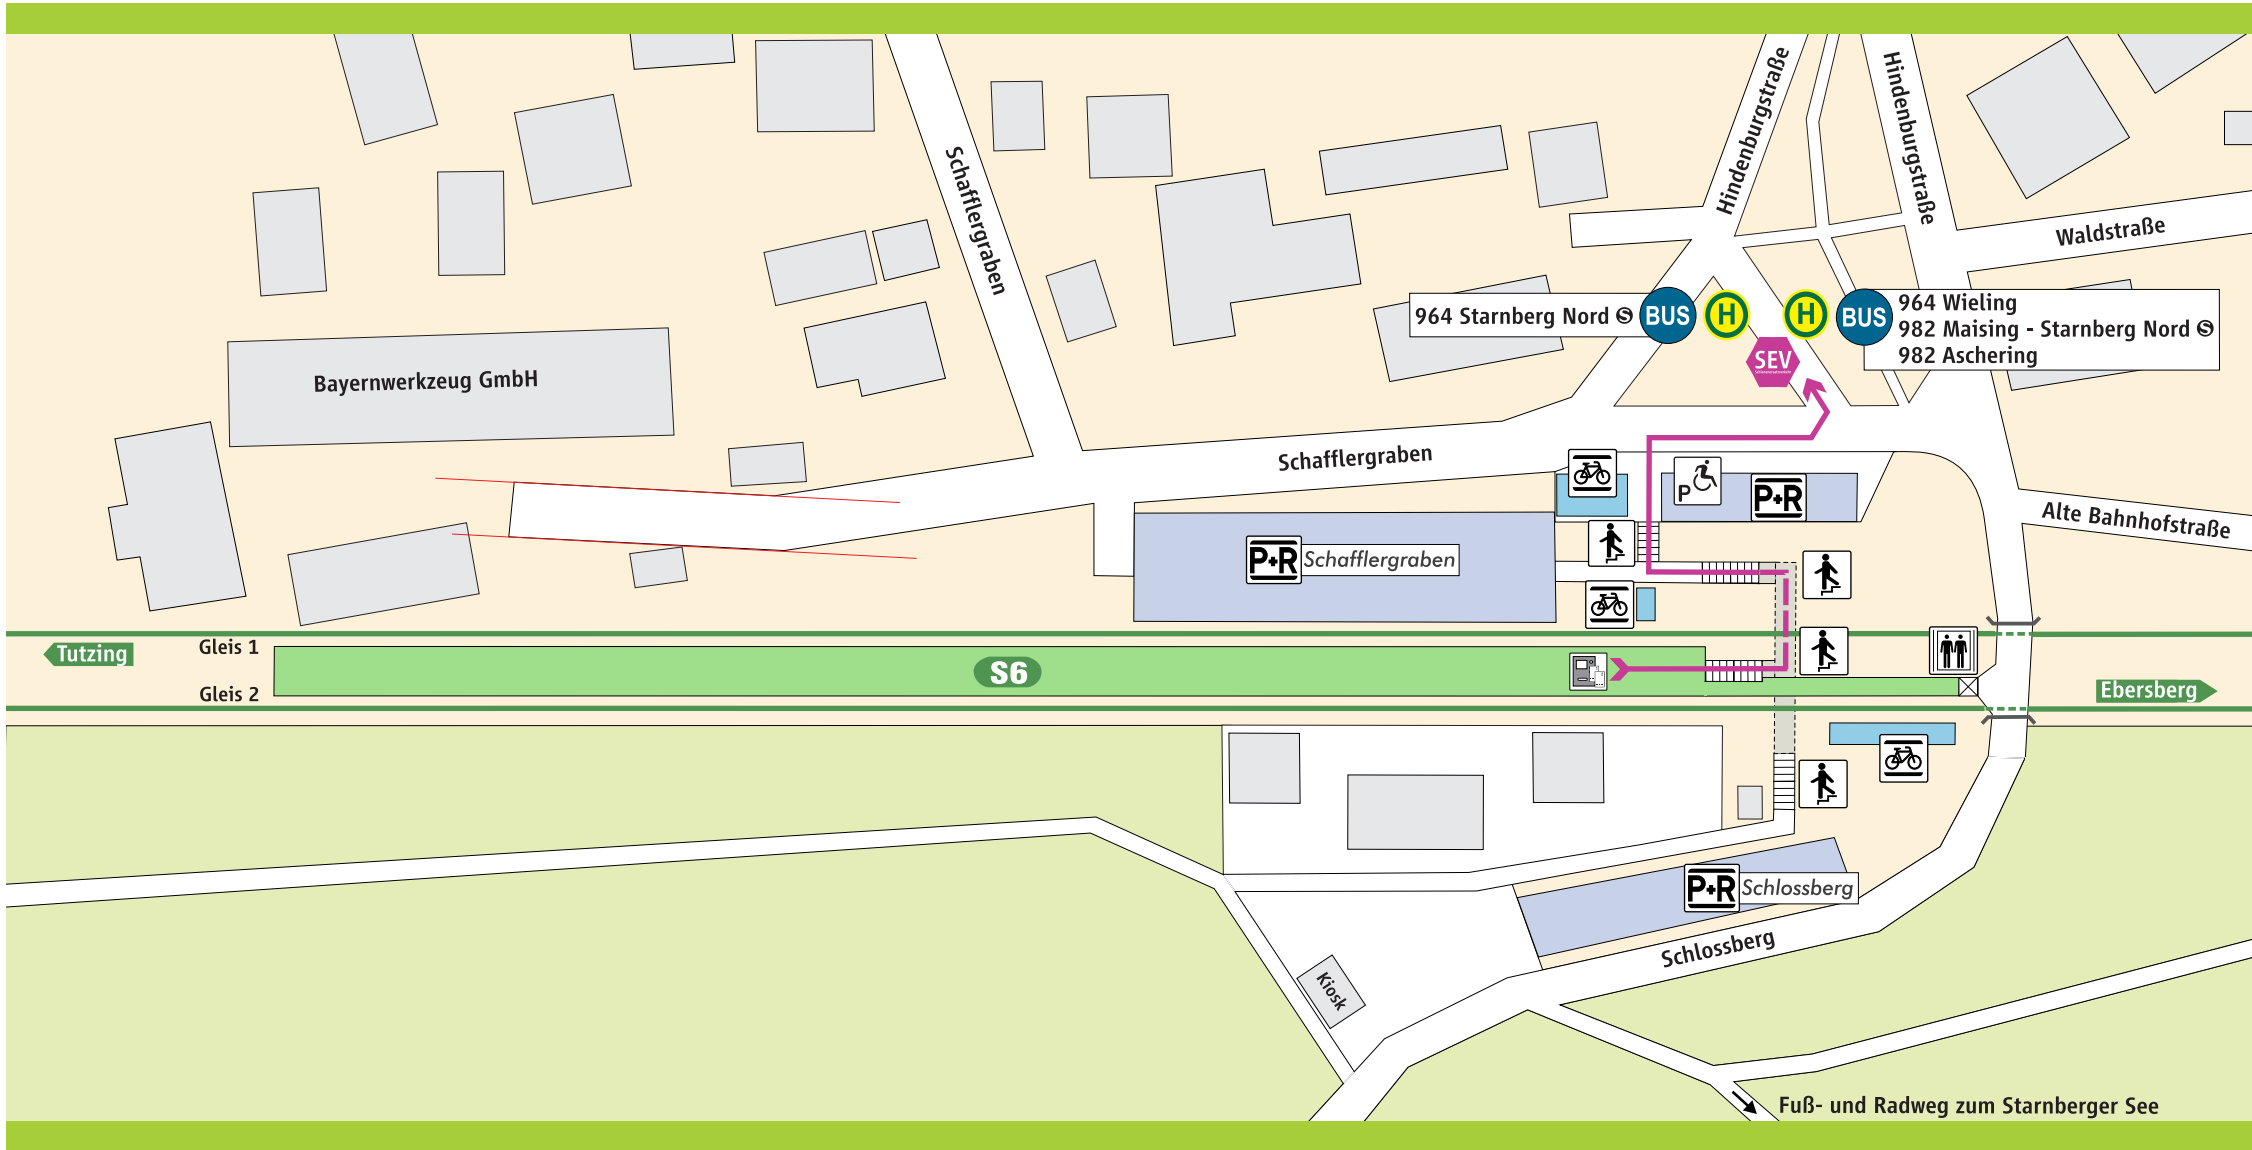 Hindenburgstraße
Hindenburgstraße
Schafflergraben
Waldstraße
964 Starnberg Nord S
BUS
H
H
BUS
964 Wieling
982 Maising - Starnberg Nord S
982 Aschering
SEV
Bayernwerkzeug GmbH
Schafflergraben
P
P+R
Alte Bahnhofstraße
P+R Schafflergraben
Tutzing
Gleis 1
S6
Gleis 2
Ebersberg
P+R Schlossberg
Schlossberg
Kiosk
Fuß- und Radweg zum Starnberger See